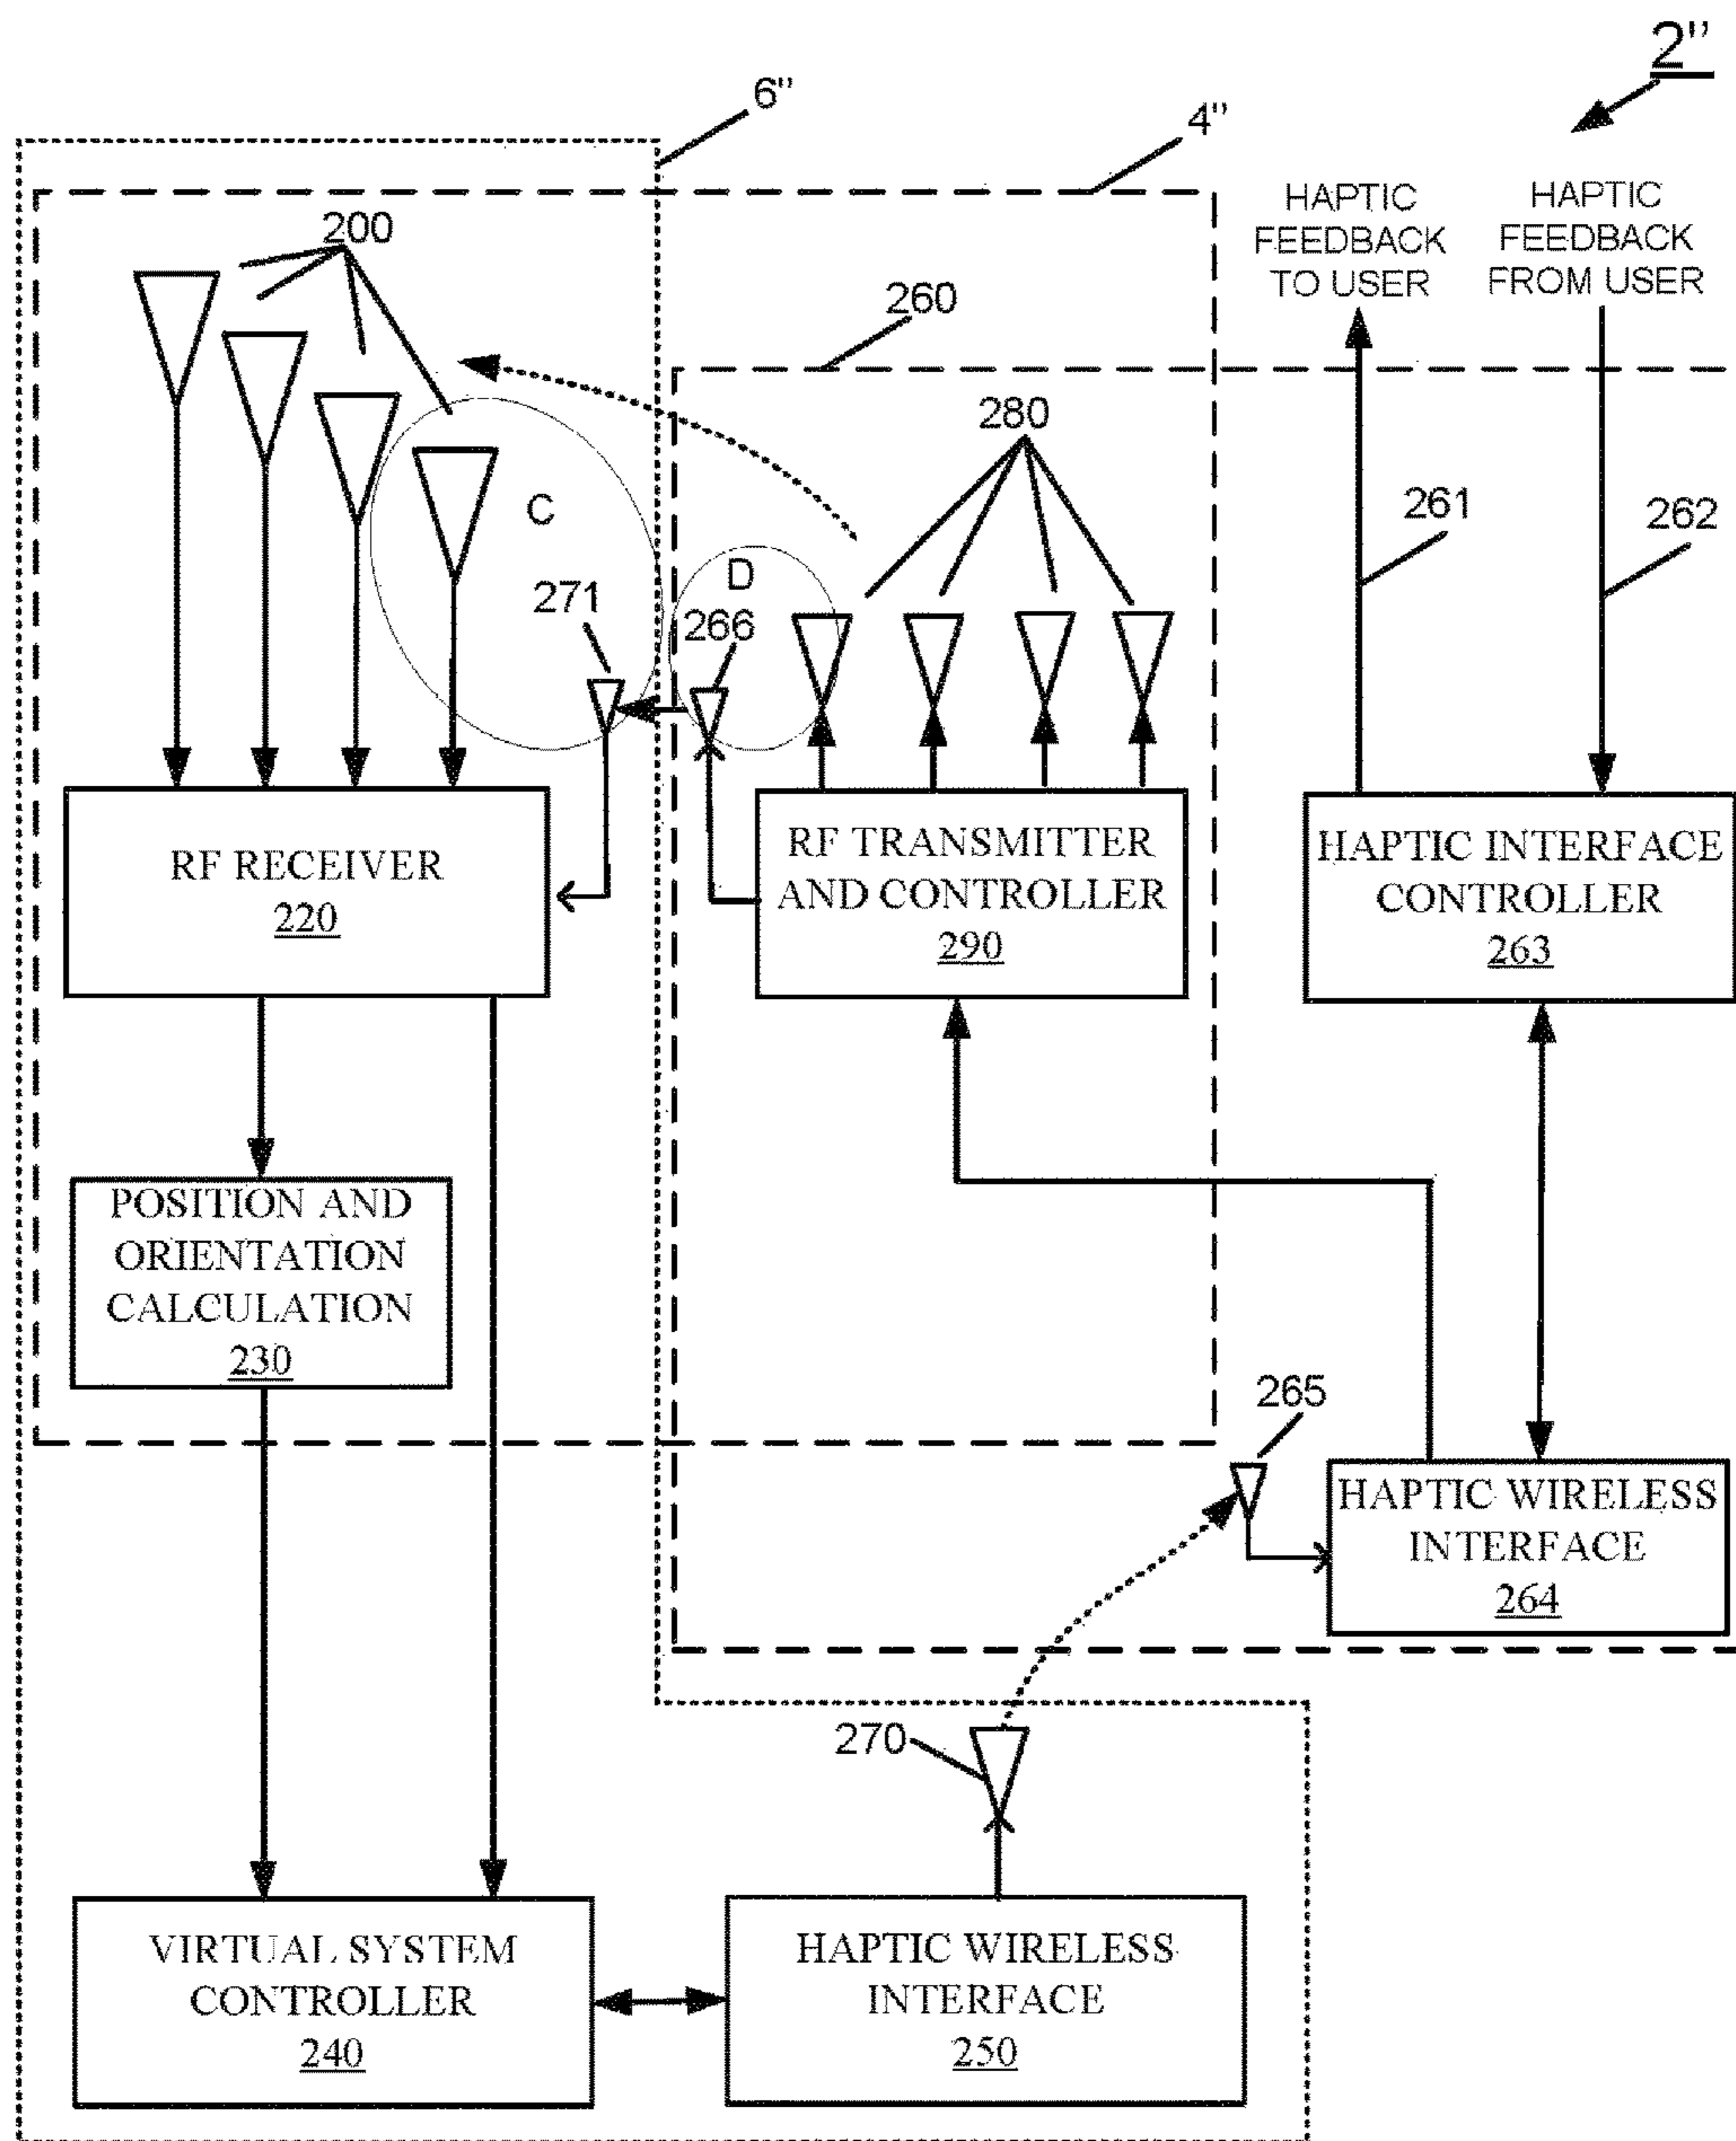 2"
6"
4"
HAPTIC
FEEDBACK
TO USER
HAPTIC
FEEDBACK
FROM USER
200
260
280
261
262
C
D
271
266
RF RECEIVER
220
RF TRANSMITTER
AND CONTROLLER
290
HAPTIC INTERFACE
CONTROLLER
263
POSITION AND
ORIENTATION
CALCULATION
230
265
HAPTIC WIRELESS
INTERFACE
264
270
VIRTUAL SYSTEM
CONTROLLER
240
HAPTIC WIRELESS
INTERFACE
250